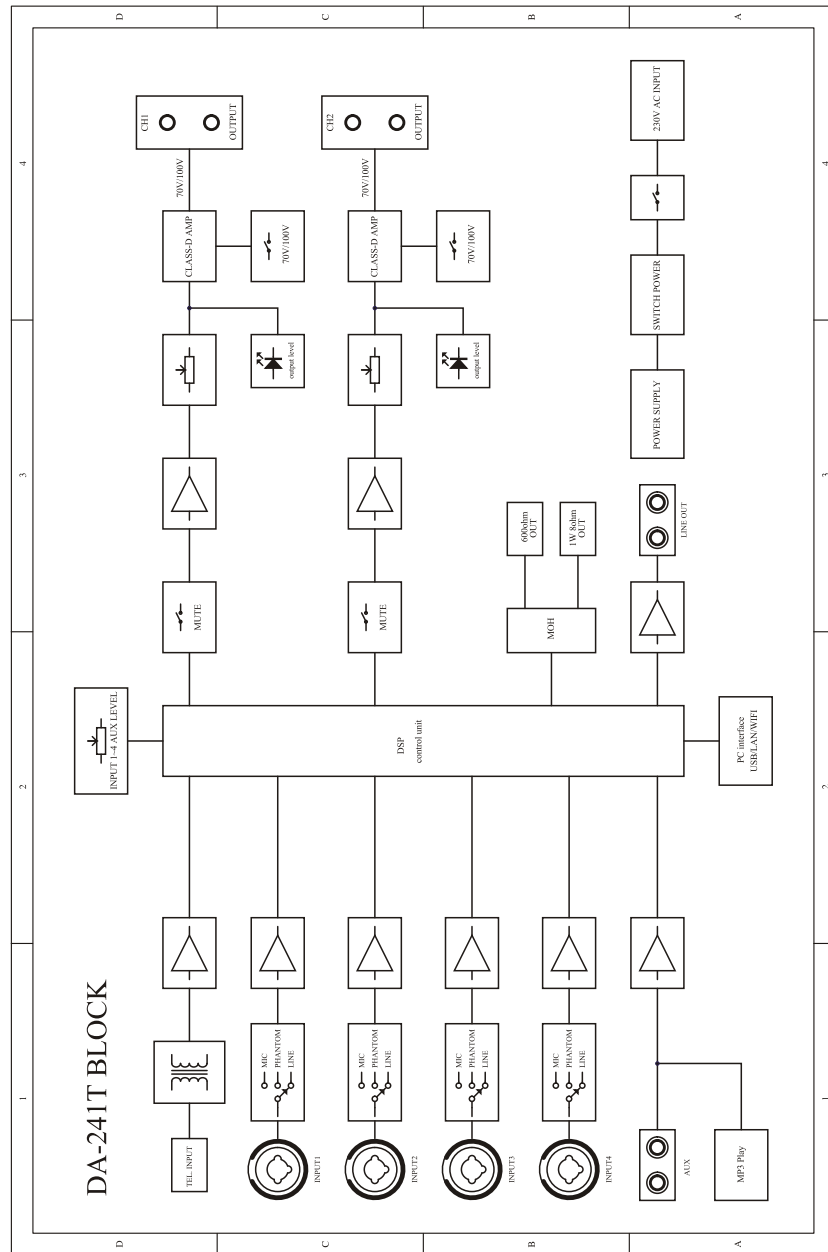 DA-241T BLOCK
1
2
3
4
1
2
3
4
D
C
B
A
D
C
B
A
TEL. INPUT
INPUT1
MIC
PHANTOM
LINE
INPUT2
MIC
PHANTOM
LINE
INPUT3
MIC
PHANTOM
LINE
INPUT4
MIC
PHANTOM
LINE
AUX
MP3 Play
INPUT 1~4 AUX LEVEL
DSP
control unit
PC interface
USB/LAN/WIFI
MUTE
output level
CLASS-D AMP
70V/100V
70V/100V
CH1
OUTPUT
MUTE
output level
CLASS-D AMP
70V/100V
70V/100V
CH2
OUTPUT
MOH
600ohm
OUT
1W 8ohm
OUT
LINE OUT
POWER SUPPLY
SWITCH POWER
230V AC INPUT